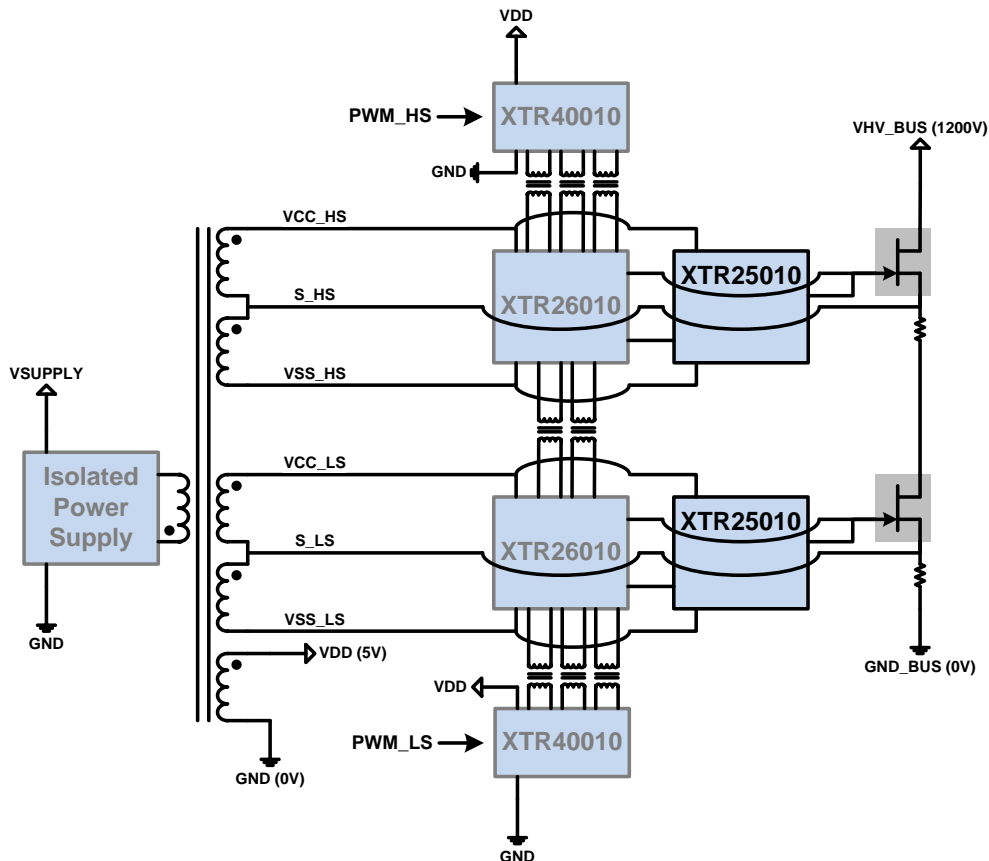 VDD
PWM_HS
XTR40010
GND
VHV_BUS (1200V)
VCC_HS
XTR26010
XTR25010
S_HS
VSS_HS
VSUPPLY
Isolated
Power
Supply
GND
VCC_LS
XTR26010
XTR25010
S_LS
VSS_LS
VDD (5V)
GND_BUS (0V)
VDD
PWM_LS
XTR40010
GND (0V)
GND